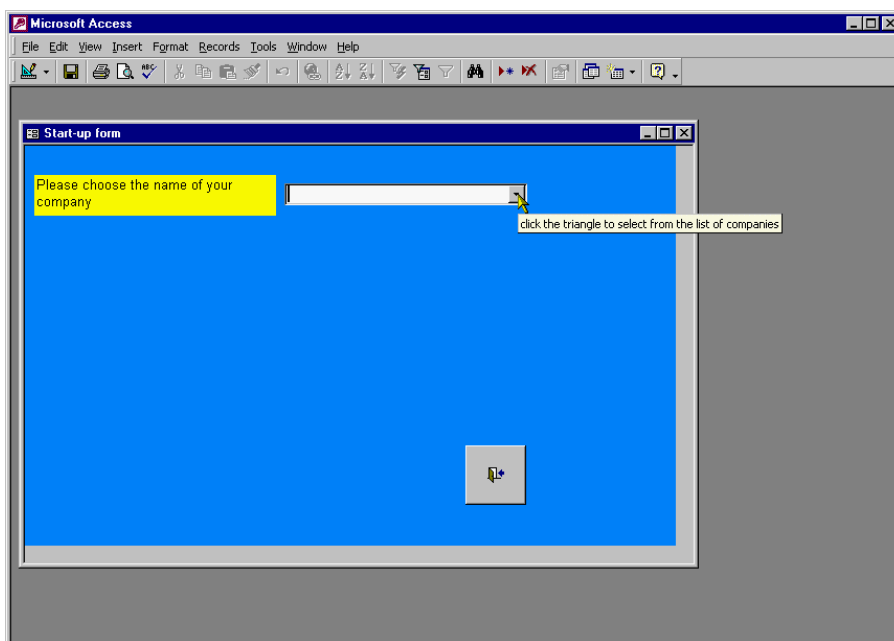 Microsoft Access
File Edit View Insert Format Records Tools Window Help
ABC
Start-up form
Please choose the name of your
company
click the triangle to select from the list of companies